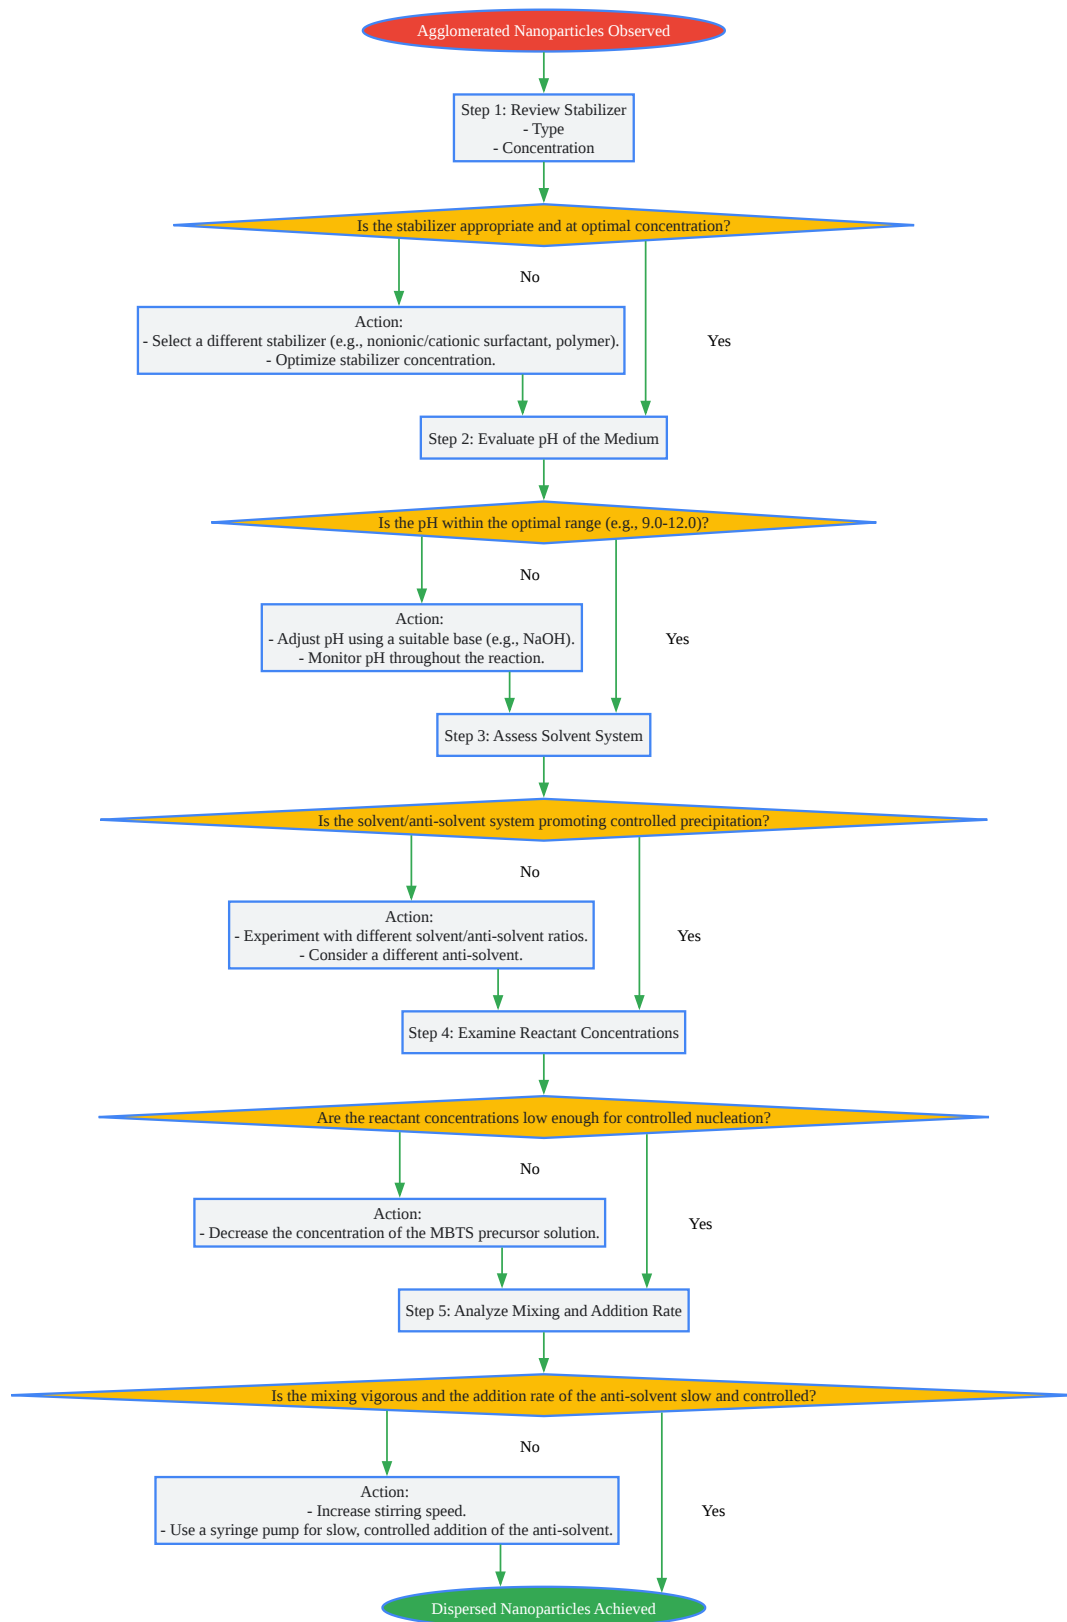 Agglomerated Nanoparticles Observed
Step 1: Review Stabilizer
- Type
- Concentration
Is the stabilizer appropriate and at optimal concentration?
No
Action:
- Select a different stabilizer (e.g., nonionic/cationic surfactant, polymer).
- Optimize stabilizer concentration.
Yes
Step 2: Evaluate pH of the Medium
Is the pH within the optimal range (e.g., 9.0-12.0)?
No
Action:
- Adjust pH using a suitable base (e.g., NaOH).
- Monitor pH throughout the reaction.
Yes
Step 3: Assess Solvent System
Is the solvent/anti-solvent system promoting controlled precipitation?
No
Action:
- Experiment with different solvent/anti-solvent ratios.
- Consider a different anti-solvent.
Yes
Step 4: Examine Reactant Concentrations
Are the reactant concentrations low enough for controlled nucleation?
No
Action:
- Decrease the concentration of the MBTS precursor solution.
Yes
Step 5: Analyze Mixing and Addition Rate
Is the mixing vigorous and the addition rate of the anti-solvent slow and controlled?
No
Action:
- Increase stirring speed.
- Use a syringe pump for slow, controlled addition of the anti-solvent.
Yes
Dispersed Nanoparticles Achieved